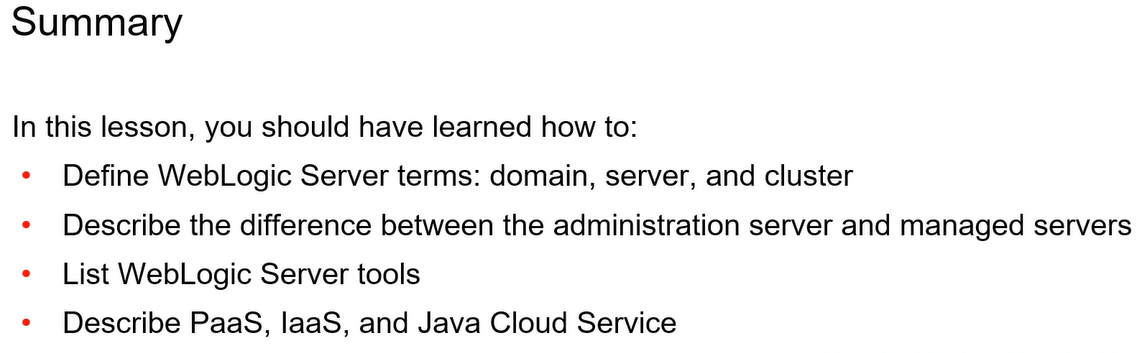 Summary
In this lesson, you should have learned how to:
• Define WebLogic Server terms: domain, server, and cluster
• Describe the difference between the administration server and managed servers
• List WebLogic Server tools
• Describe PaaS, IaaS, and Java Cloud Service